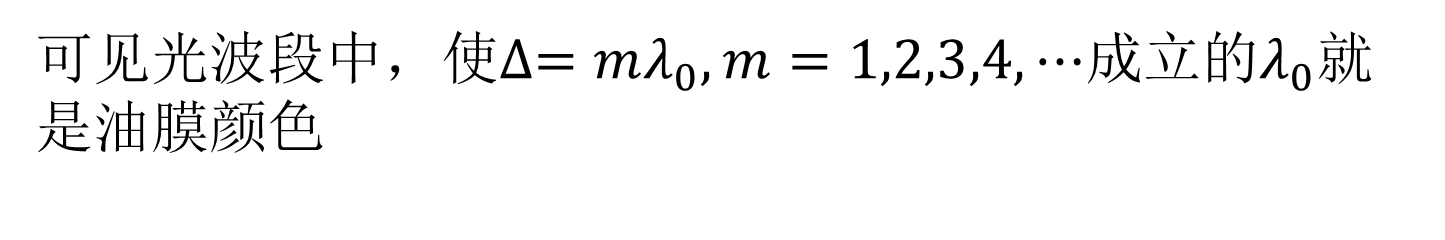 可见光波段中，使Δ= 𝑚𝜆₀, 𝑚 = 1,2,3,4, ⋯成立的𝜆₀就
是油膜颜色